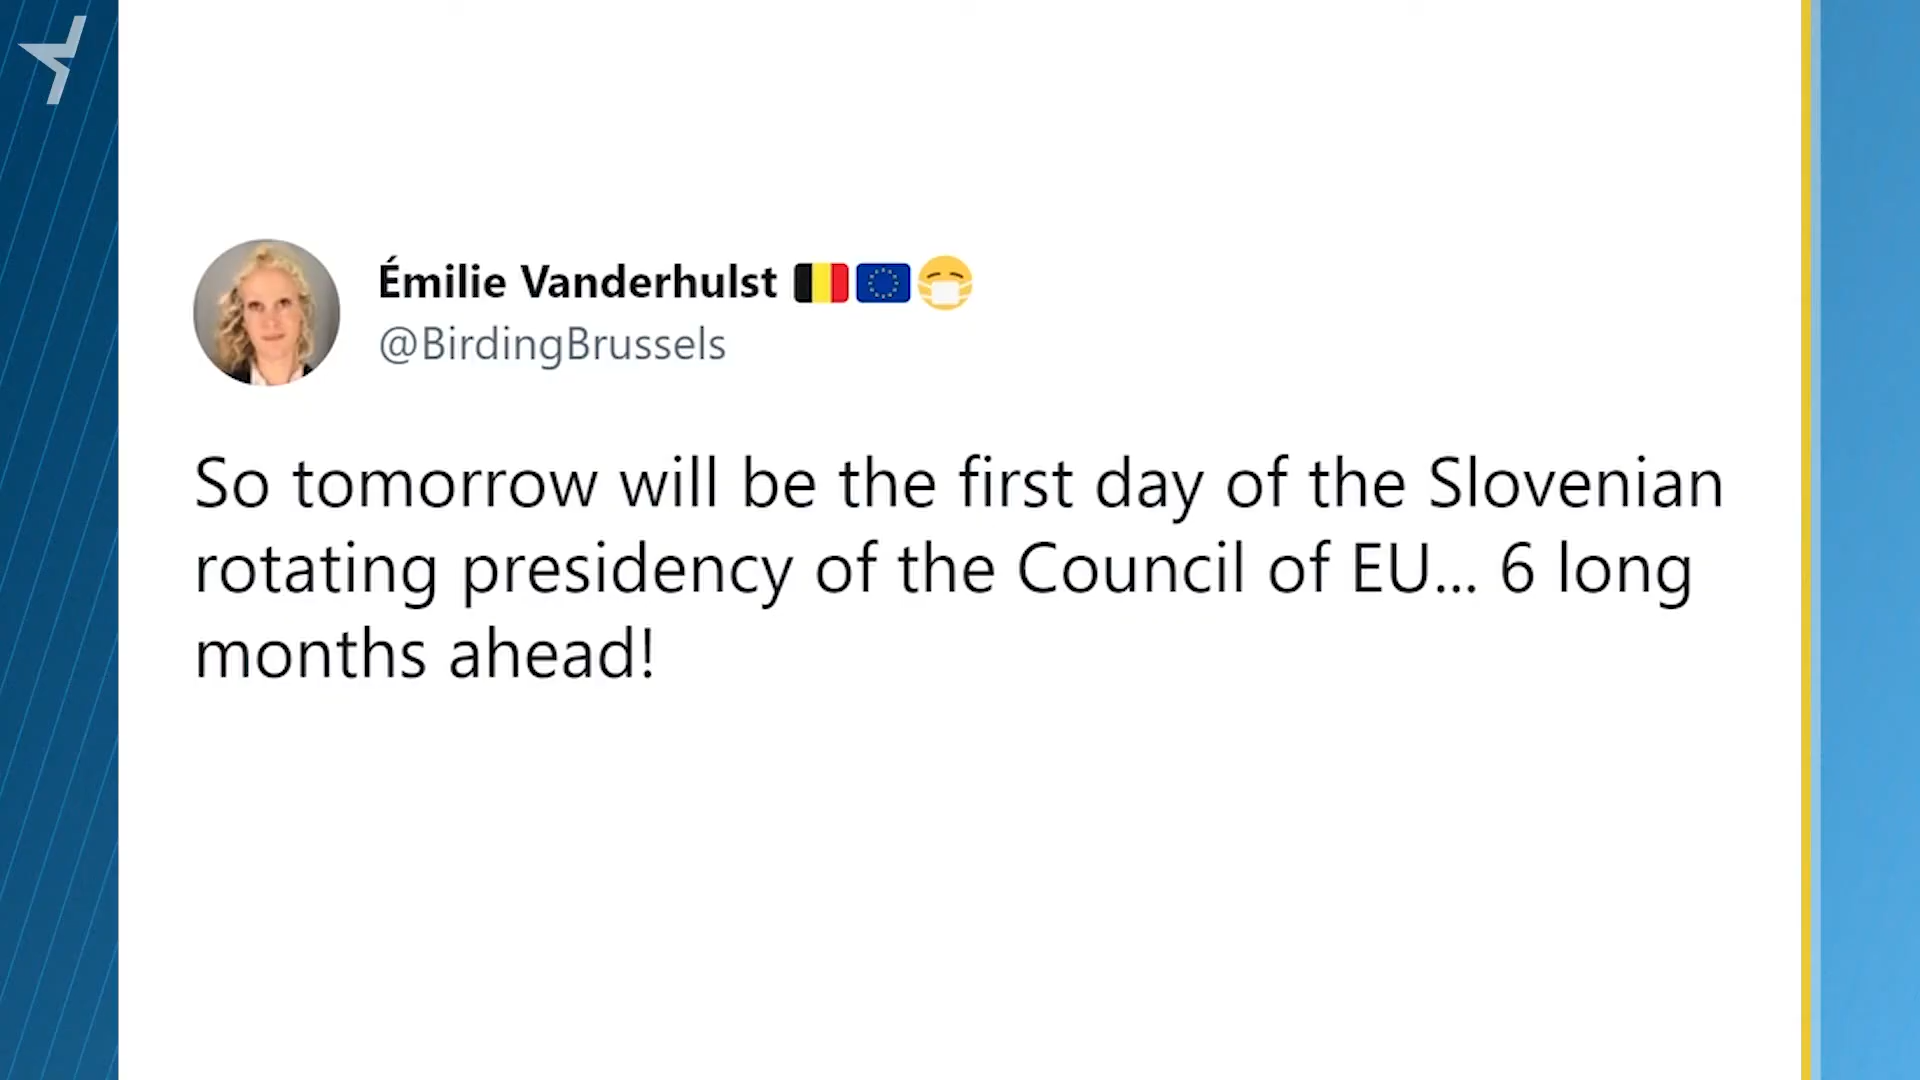 Émilie Vanderhulst 🇧🇪🇪🇺😷
@BirdingBrussels
So tomorrow will be the first day of the Slovenian
rotating presidency of the Council of EU... 6 long
months ahead!